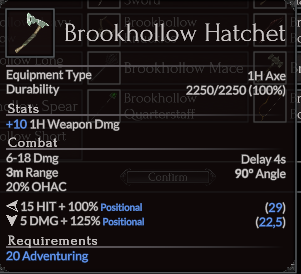 Brookhollow Hatchet
Equipment Type 1H Axe
Durability 2250/2250 (100%)
Stats
+10 1H Weapon Dmg
Combat
6-18 Dmg Delay 4s
3m Range 90° Angle
20% OHAC
Confirm
15 HIT + 100% Positional (29)
5 DMG + 125% Positional (22,5)
Requirements
20 Adventuring